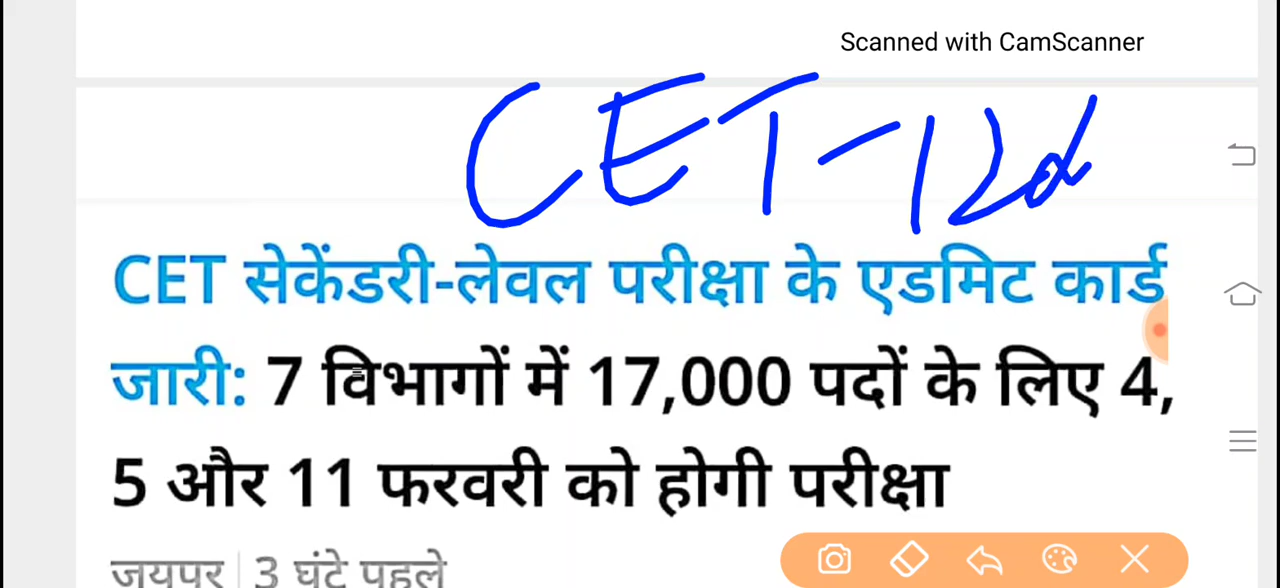 Scanned with CamScanner
CET-12d
CET सेकेंडरी-लेवल परीक्षा के एडमिट कार्ड
जारी: 7 विभागों में 17,000 पदों के लिए 4,
5 और 11 फरवरी को होगी परीक्षा
जयपुर | 3 घंटे पहले